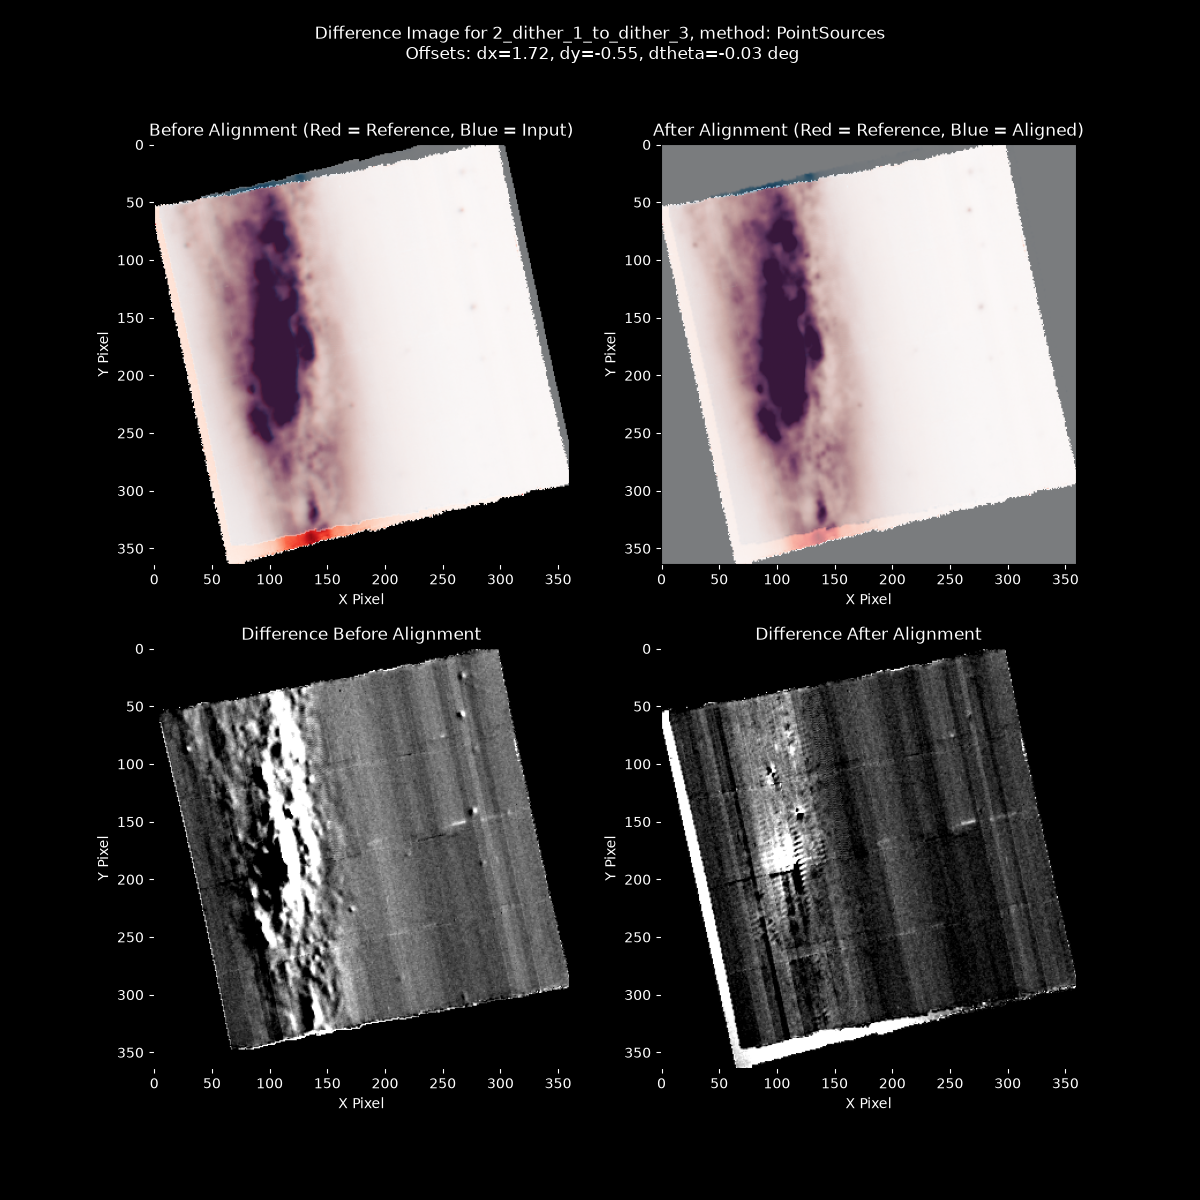 Difference Image for 2_dither_1_to_dither_3, method: PointSources
Offsets: dx=1.72, dy=-0.55, dtheta=-0.03 deg
Before Alignment (Red = Reference, Blue = Input)
0
50
100
150
200
250
300
350
Y Pixel
0 50 100 150 200 250 300 350
X Pixel
After Alignment (Red = Reference, Blue = Aligned)
0
50
100
150
200
250
300
350
Y Pixel
0 50 100 150 200 250 300 350
X Pixel
Difference Before Alignment
0
50
100
150
200
250
300
350
Y Pixel
0 50 100 150 200 250 300 350
X Pixel
Difference After Alignment
0
50
100
150
200
250
300
350
Y Pixel
0 50 100 150 200 250 300 350
X Pixel